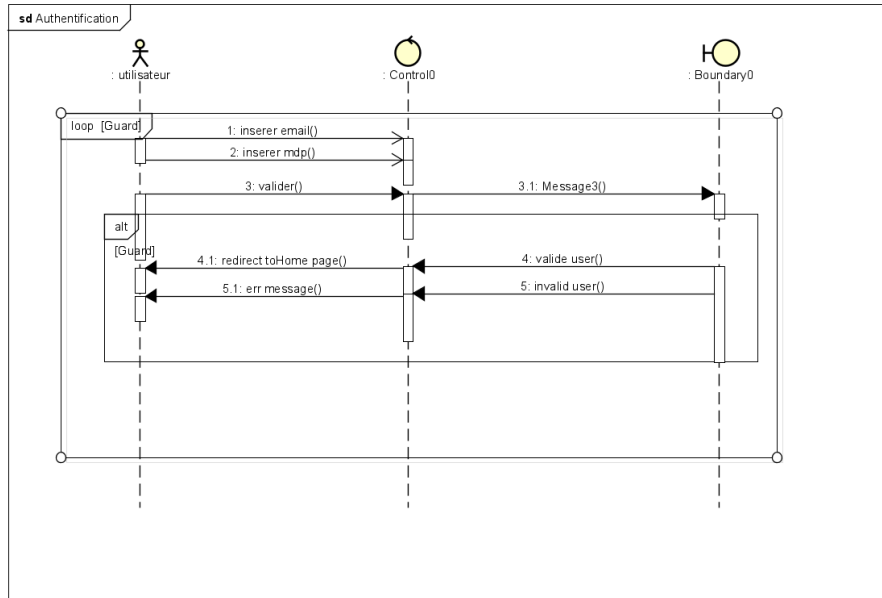 sd Authentification
: utilisateur
: Control0
: Boundary0
loop [Guard]
1: inserer email()
2: inserer mdp()
3: valider()
3.1: Message3()
alt
[Guard]
4.1: redirect toHome page()
4: valide user()
5.1: err message()
5: invalid user()